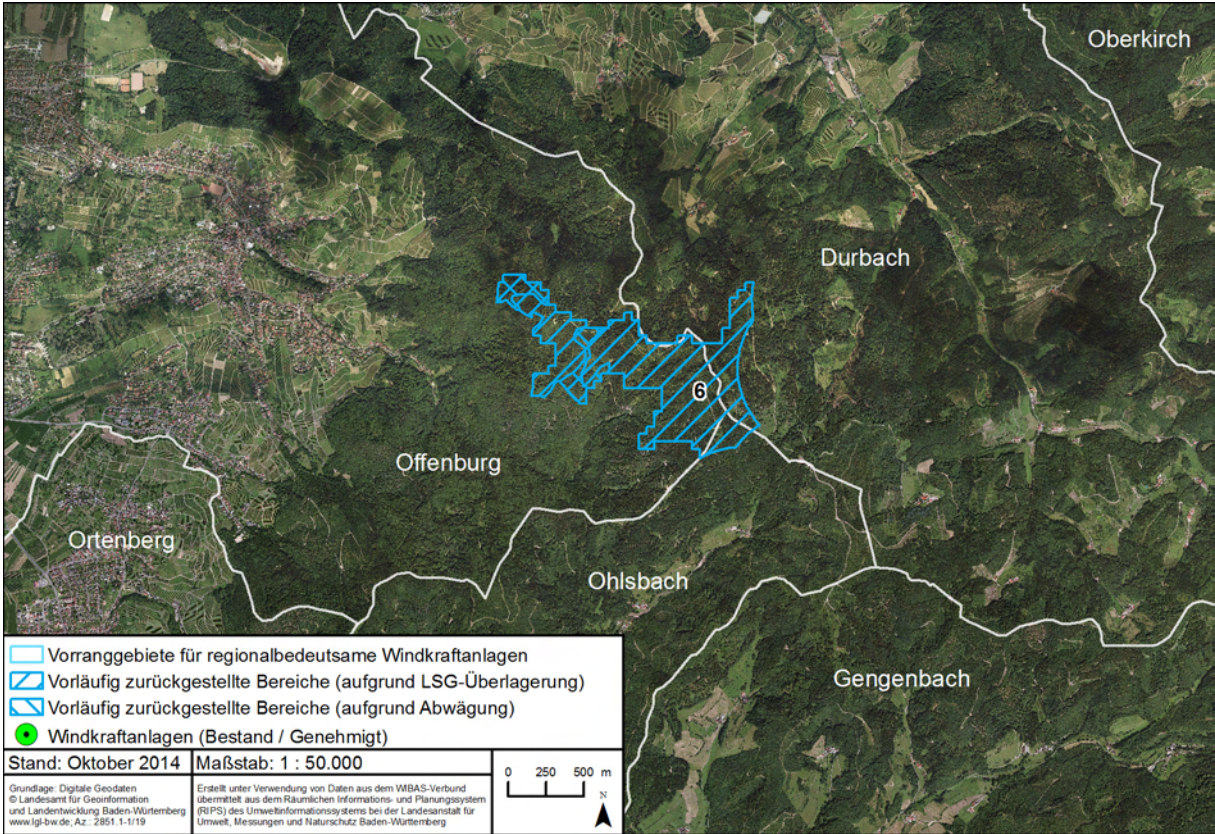 Oberkirch
Durbach
6
Offenburg
Ortenberg
Ohlsbach
Gengenbach
Vorranggebiete für regionalbedeutsame Windkraftanlagen
Vorläufig zurückgestellte Bereiche (aufgrund LSG-Überlagerung)
Vorläufig zurückgestellte Bereiche (aufgrund Abwägung)
Windkraftanlagen (Bestand / Genehmigt)
Stand: Oktober 2014
Maßstab: 1 : 50.000
Grundlage: Digitale Geodaten
© Landesamt für Geoinformation
und Landentwicklung Baden-Würtemberg
www.lgl-bw.de; Az.: 2851.1-1/19
Erstellt unter Verwendung von Daten aus dem WIBAS-Verbund
übermittelt aus dem Räumlichen Informations- und Planungssystem
(RIPS) des Umweltinformationssystems bei der Landesanstalt für
Umwelt, Messungen und Naturschutz Baden-Württemberg
0 250 500 m
N